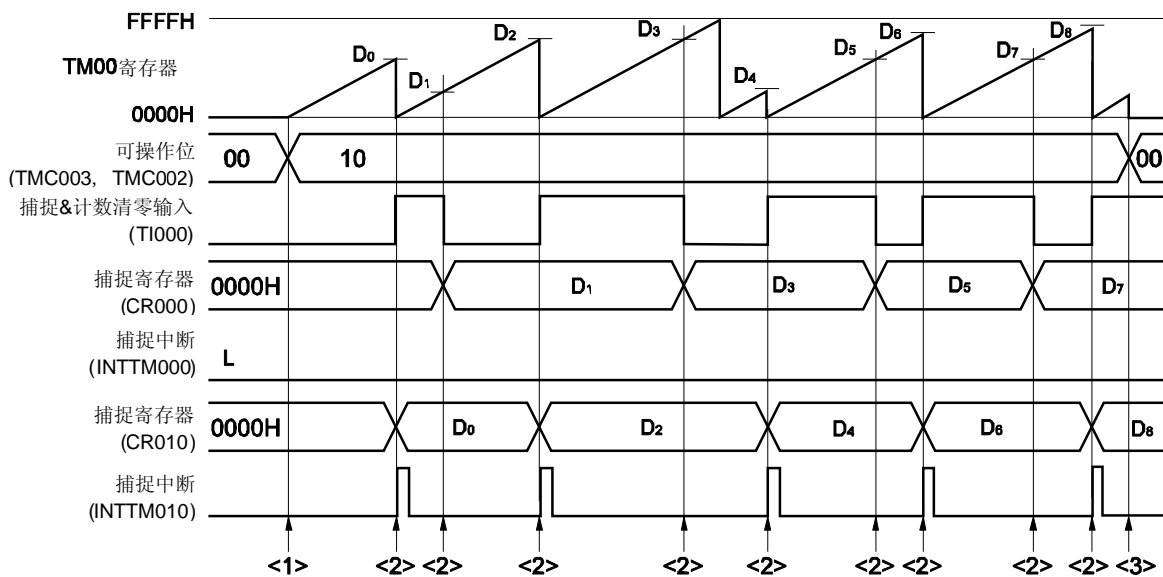 FFFFH
TM00寄存器
0000H
D0 D1 D2 D3 D4 D5 D6 D7 D8
可操作位
(TMC003, TMC002)
00 10 00
捕捉&计数清零输入
(TI000)
捕捉寄存器
(CR000)
0000H D1 D3 D5 D7
捕捉中断
(INTTM000)
L
捕捉寄存器
(CR010)
0000H D0 D2 D4 D6 D8
捕捉中断
(INTTM010)
<1> <2> <2> <2> <2> <2> <2> <2> <2> <2> <3>